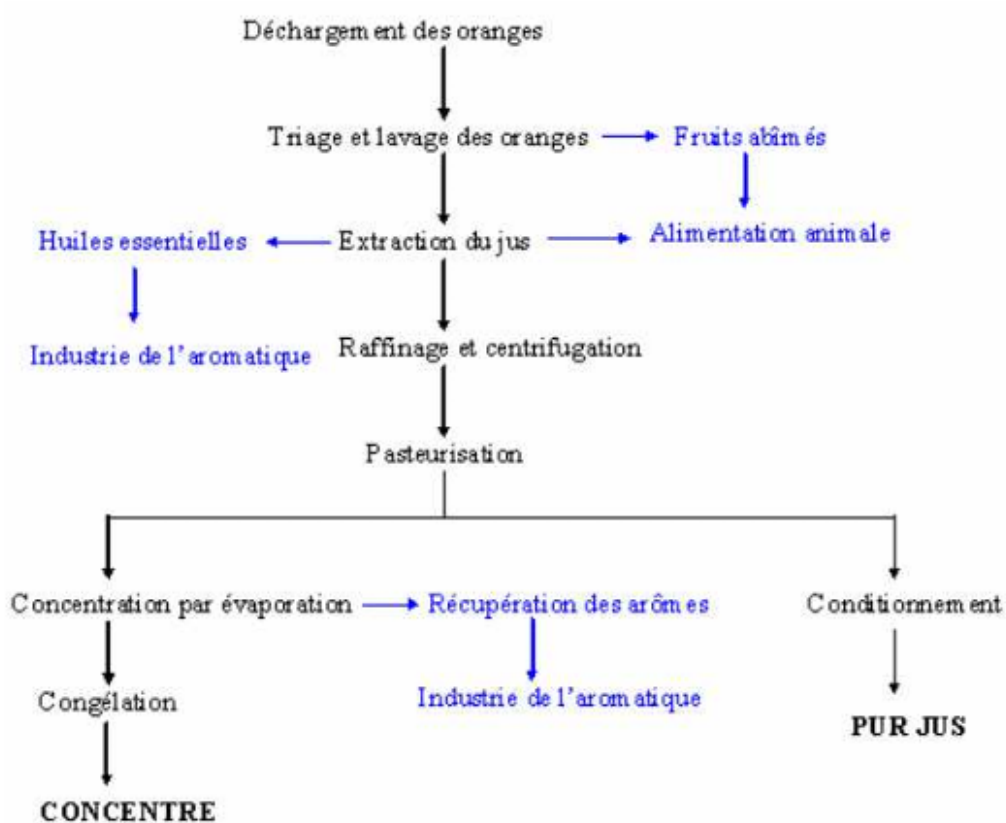 Déchargement des oranges
Triage et lavage des oranges
Fruits abîmés
Huiles essentielles
Extraction du jus
Alimentation animale
Industrie de l'aromatique
Raffinage et centrifugation
Pasteurisation
Concentration par évaporation
Récupération des arômes
Conditionnement
Congélation
Industrie de l'aromatique
PUR JUS
CONCENTRE